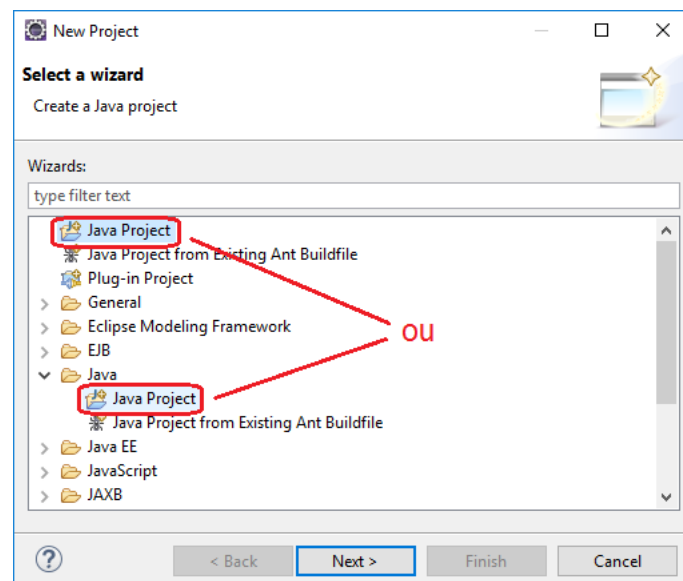 New Project
Select a wizard
Create a Java project
Wizards:
type filter text
Java Project
Java Project from Existing Ant Buildfile
Plug-in Project
General
Eclipse Modeling Framework
ou
EJB
Java
Java Project
Java Project from Existing Ant Buildfile
Java EE
JavaScript
JAXB
?
< Back
Next >
Finish
Cancel